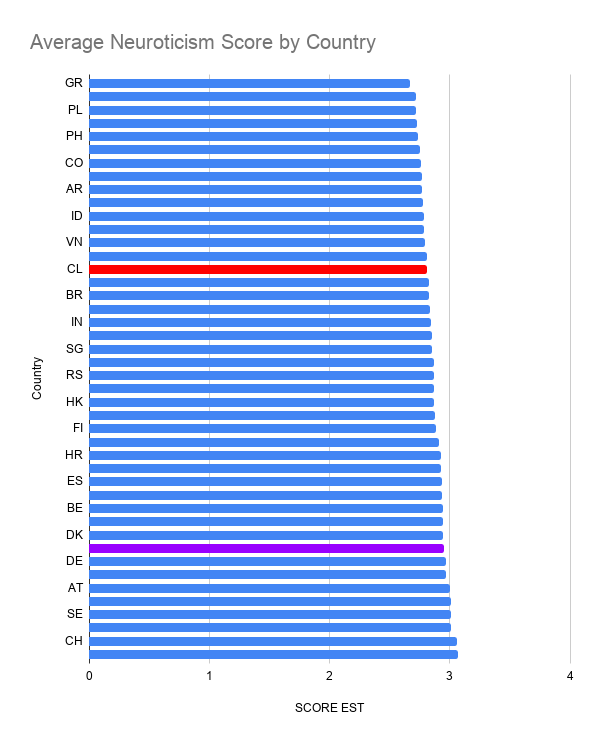 Average Neuroticism Score by Country
GR
PL
PH
CO
AR
ID
VN
CL
BR
IN
SG
RS
HK
FI
HR
ES
BE
DK
DE
AT
SE
CH
Country
0 1 2 3 4
SCORE EST